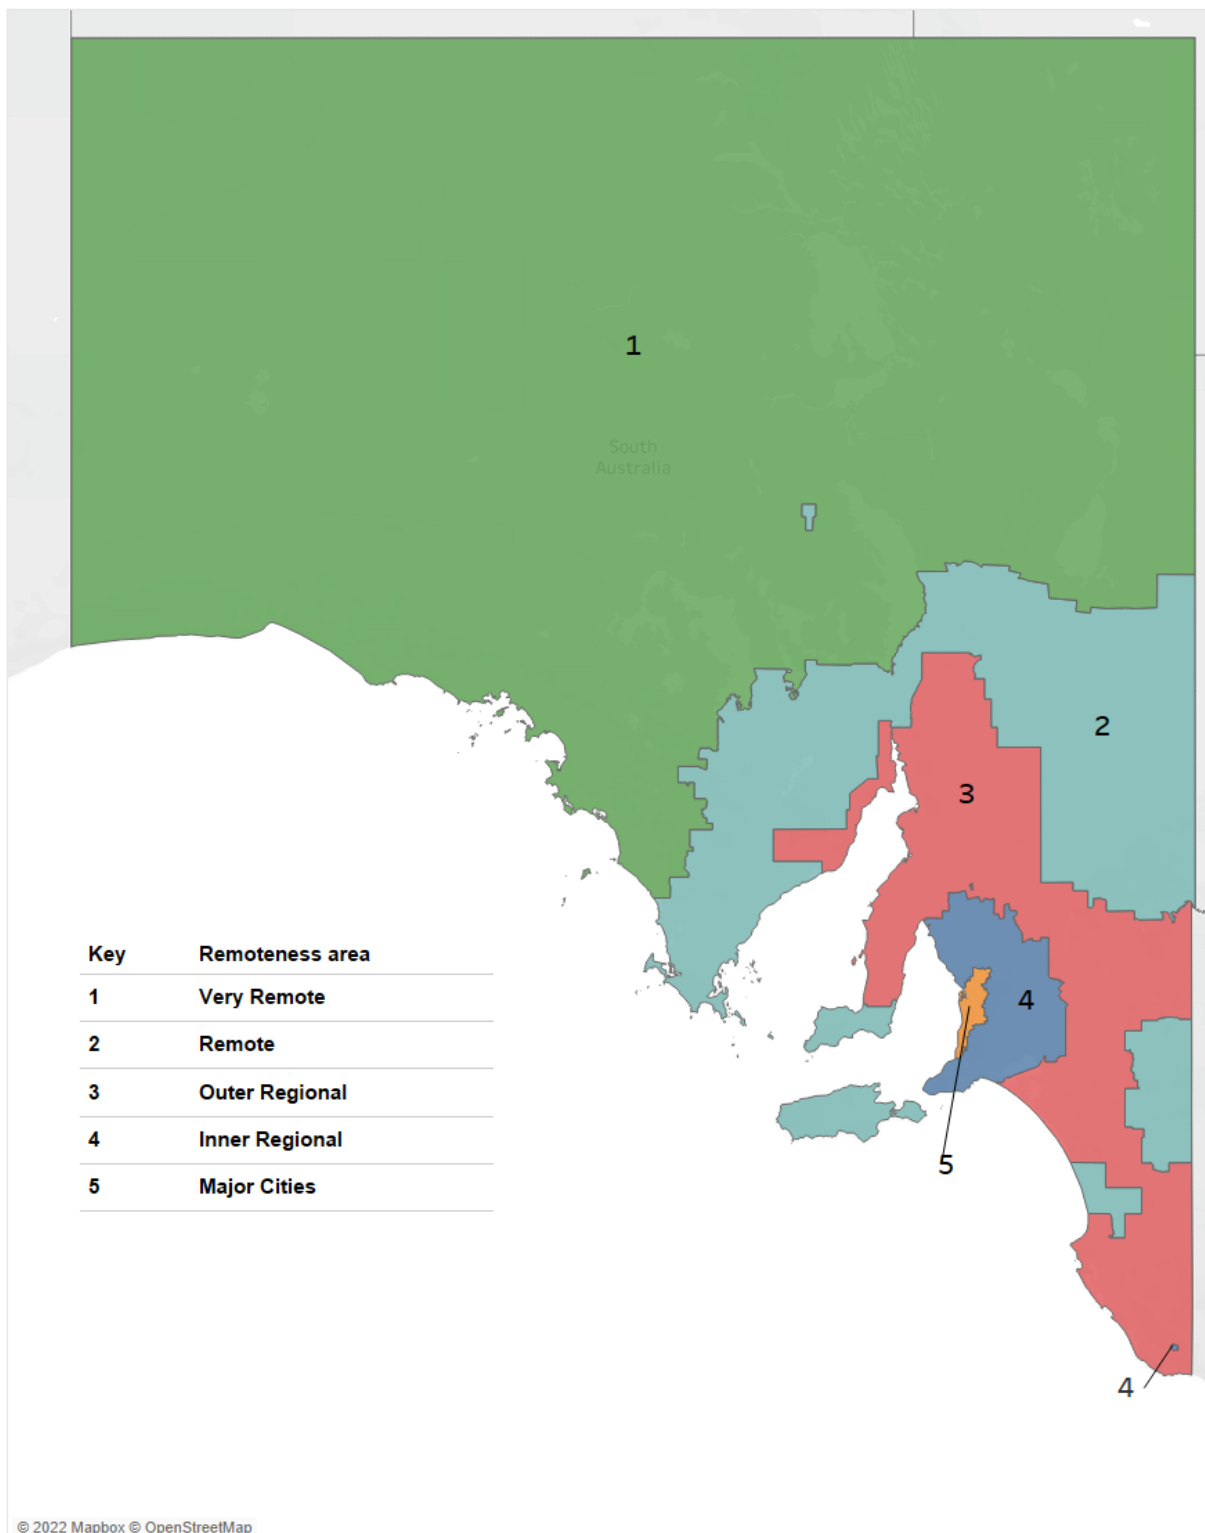 1
South
Australia
2
3
Key Remoteness area
1 Very Remote
2 Remote
3 Outer Regional
4 Inner Regional
5 Major Cities
4
5
4
© 2022 Mapbox © OpenStreetMap